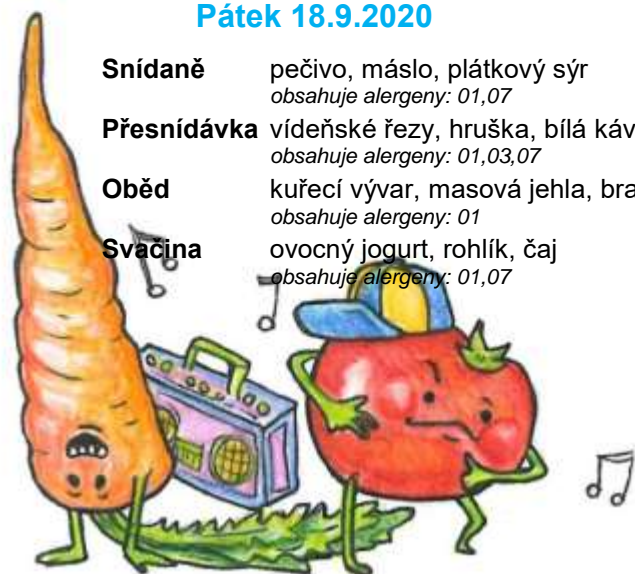 Pátek 18.9.2020
Snídaně pečivo, máslo, plátkový sýr
obsahuje alergeny: 01,07
Přesnídávka vídeňské řezy, hruška, bílá káv
obsahuje alergeny: 01,03,07
Oběd kuřecí vývar, masová jehla, bra
obsahuje alergeny: 01
Svačina ovocný jogurt, rohlík, čaj
obsahuje alergeny: 01,07